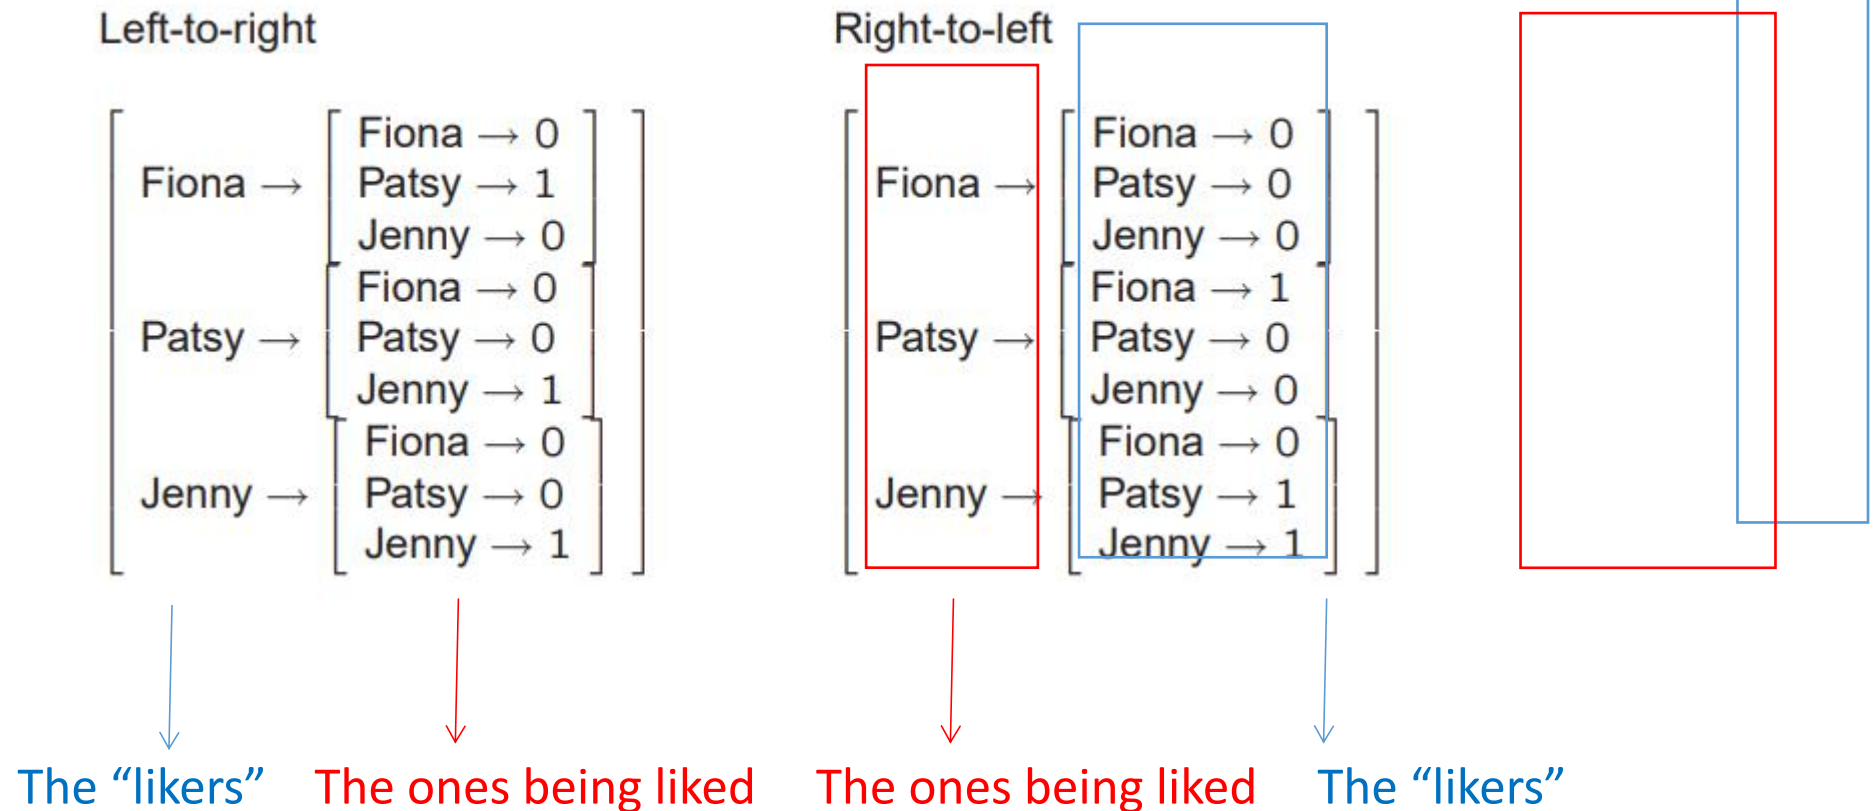 Left-to-right
Fiona → 0
Fiona → Patsy → 1
Jenny → 0
Fiona → 0
Patsy → Patsy → 0
Jenny → 1
Fiona → 0
Jenny → Patsy → 0
Jenny → 1
The “likers” The ones being liked
Right-to-left
Fiona → 0
Fiona → Patsy → 0
Jenny → 0
Fiona → 1
Patsy → Patsy → 0
Jenny → 0
Fiona → 0
Jenny → Patsy → 1
Jenny → 1
The ones being liked The “likers”